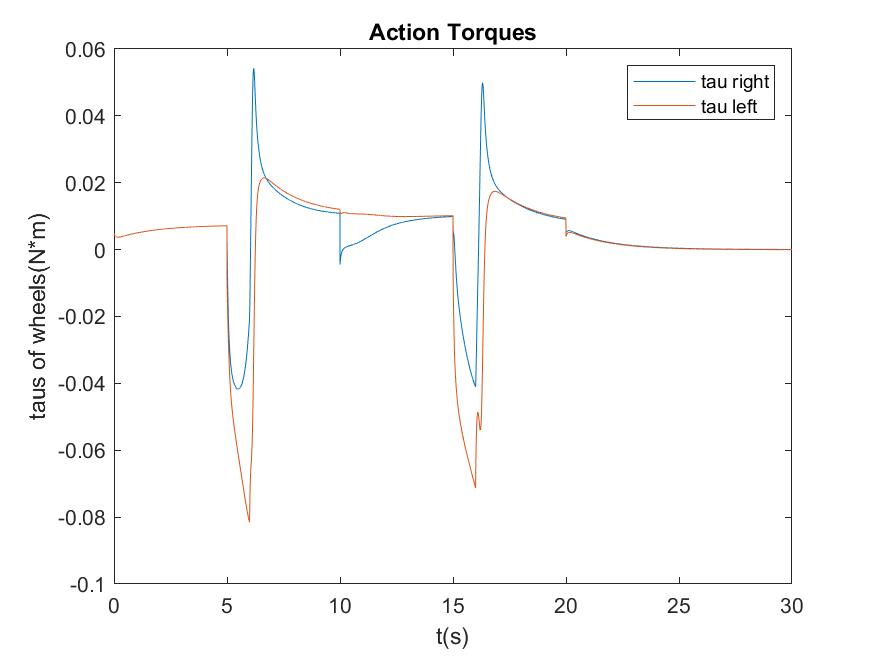 Action Torques
tau right
tau left
0.06
0.04
0.02
0
-0.02
-0.04
-0.06
-0.08
-0.1
taus of wheels(N*m)
0 5 10 15 20 25 30
t(s)